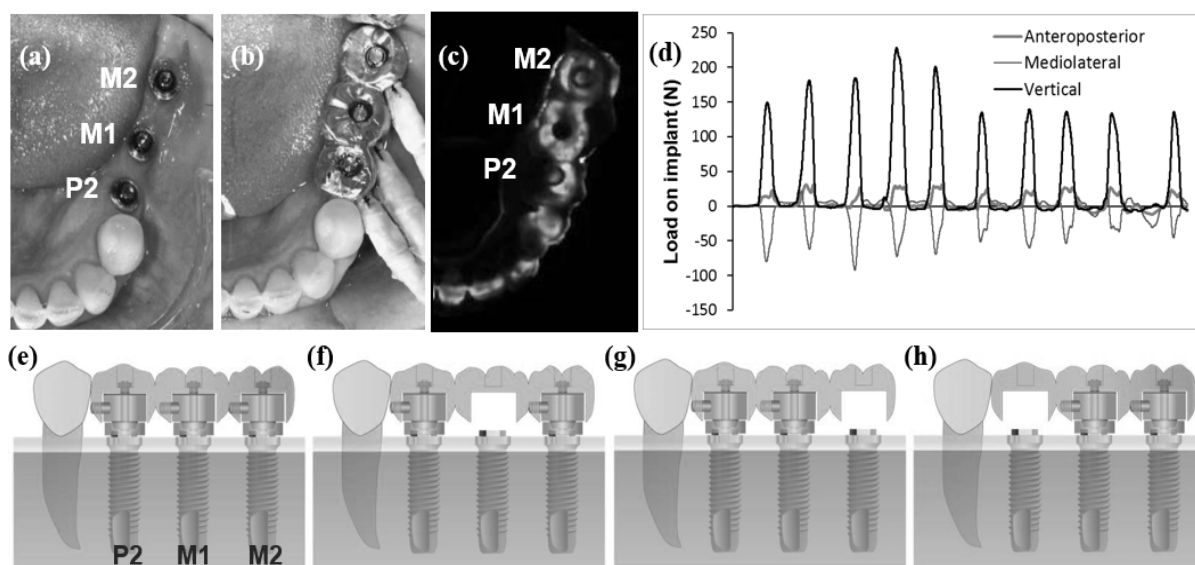 (a)
M2
M1
P2
(b)
(c)
M2
M1
P2
(d)
Load on implant (N)
250
200
150
100
50
0
-50
-100
-150
Anteroposterior
Mediolateral
Vertical
(e)
P2 M1 M2
(f)
(g)
(h)